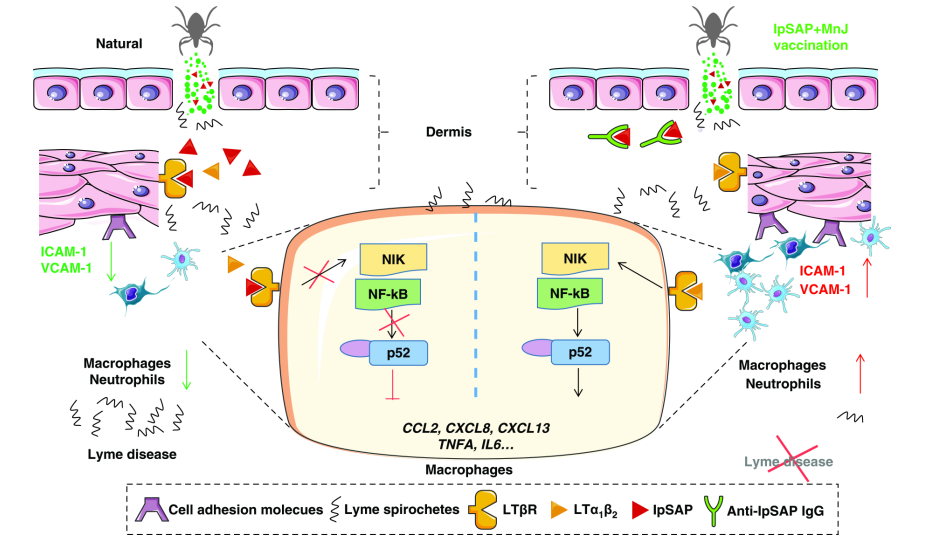 Natural
IpSAP+MnJ
vaccination
Dermis
ICAM-1
VCAM-1
NIK
NF-kB
p52
NIK
NF-kB
p52
ICAM-1
VCAM-1
Macrophages
Neutrophils
Lyme disease
CCL2, CXCL8, CXCL13
TNFA, IL6...
Macrophages
Macrophages
Neutrophils
Lyme disease
Cell adhesion molecues
Lyme spirochetes
LTβR
LTα₁β₂
IpSAP
Anti-IpSAP IgG